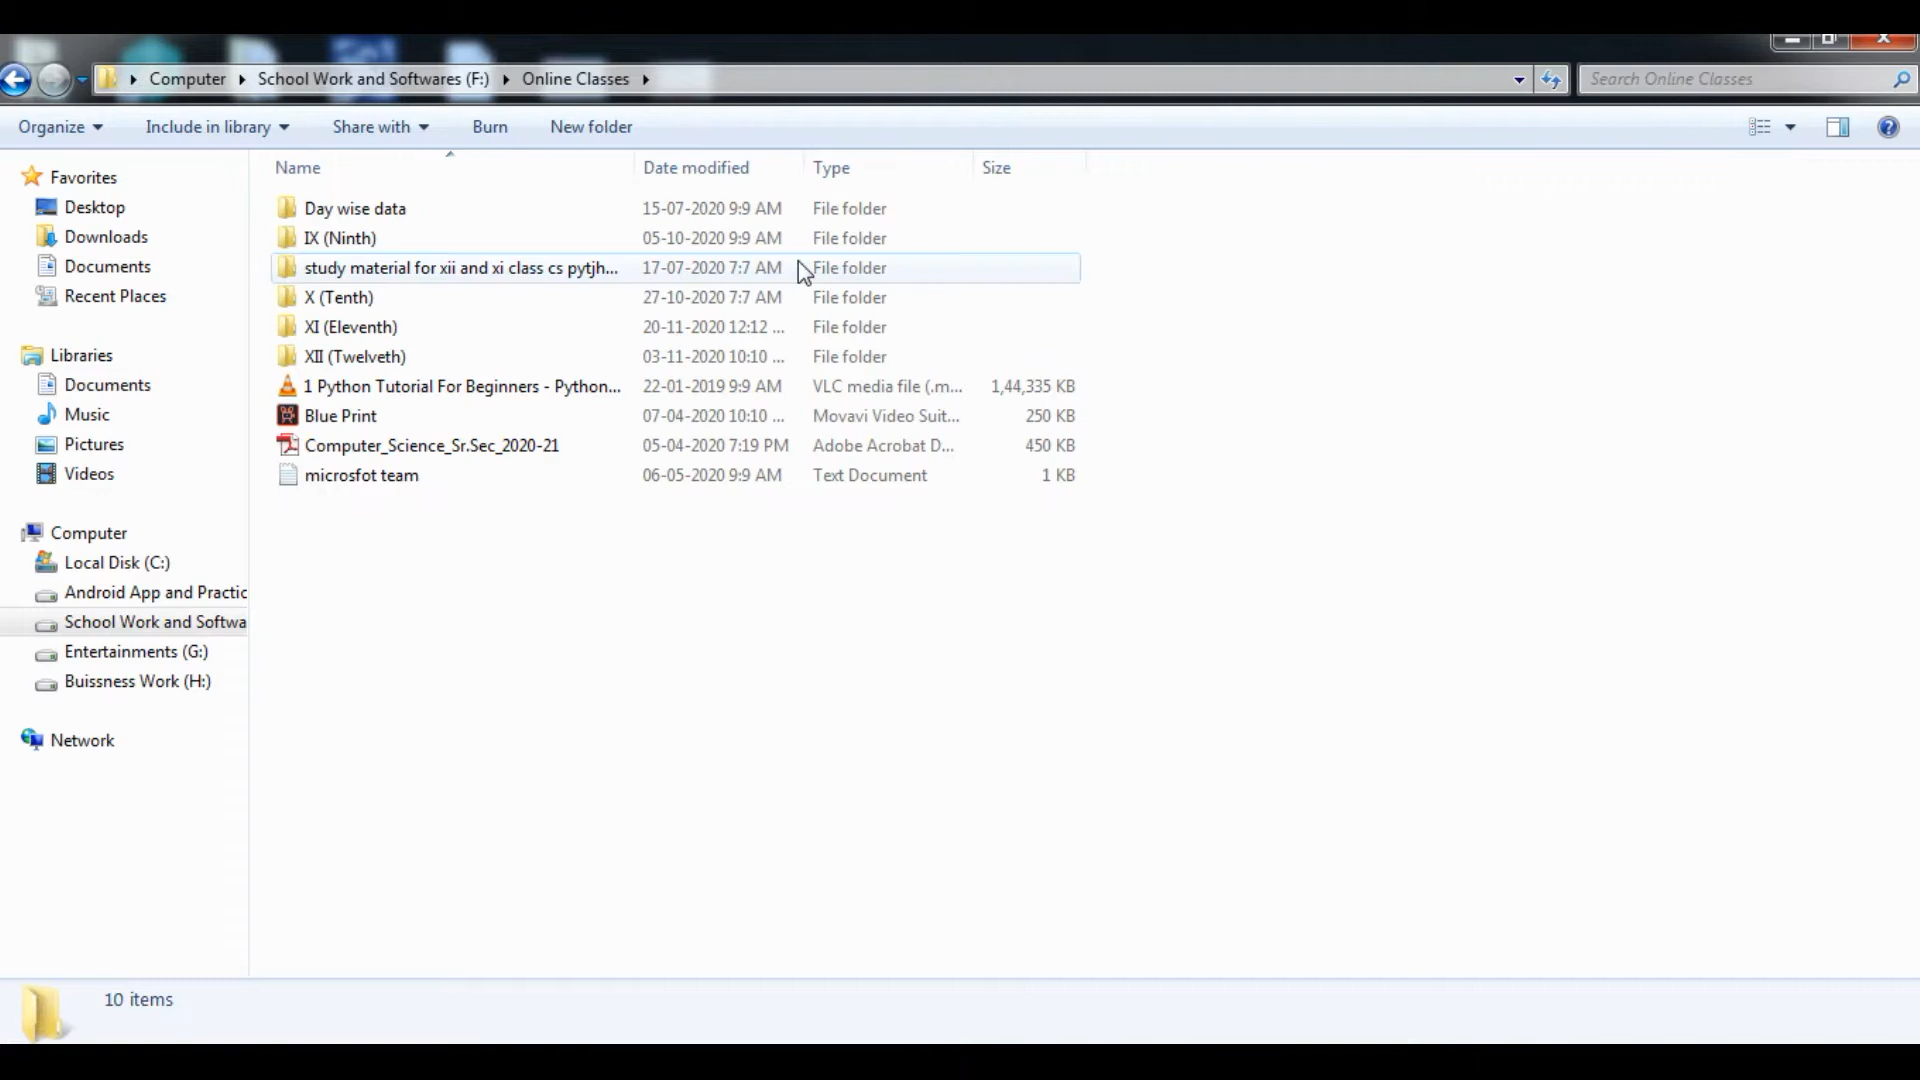 Computer School Work and Softwares (F:) Online Classes Search Online Classes
Organize Include in library Share with Burn New folder
Favorites
Desktop
Downloads
Documents
Recent Places
Libraries
Documents
Music
Pictures
Videos
Computer
Local Disk (C:)
Android App and Practic
School Work and Softwa
Entertainments (G:)
Buissness Work (H:)
Network
Name Date modified Type Size
Day wise data 15-07-2020 9:9 AM File folder
IX (Ninth) 05-10-2020 9:9 AM File folder
study material for xii and xi class cs pytjh... 17-07-2020 7:7 AM File folder
X (Tenth) 27-10-2020 7:7 AM File folder
XI (Eleventh) 20-11-2020 12:12 ... File folder
XII (Twelveth) 03-11-2020 10:10 ... File folder
1 Python Tutorial For Beginners - Python... 22-01-2019 9:9 AM VLC media file (.m... 1,44,335 KB
Blue Print 07-04-2020 10:10 ... Movavi Video Suit... 250 KB
Computer_Science_Sr.Sec_2020-21 05-04-2020 7:19 PM Adobe Acrobat D... 450 KB
microsfot team 06-05-2020 9:9 AM Text Document 1 KB
10 items